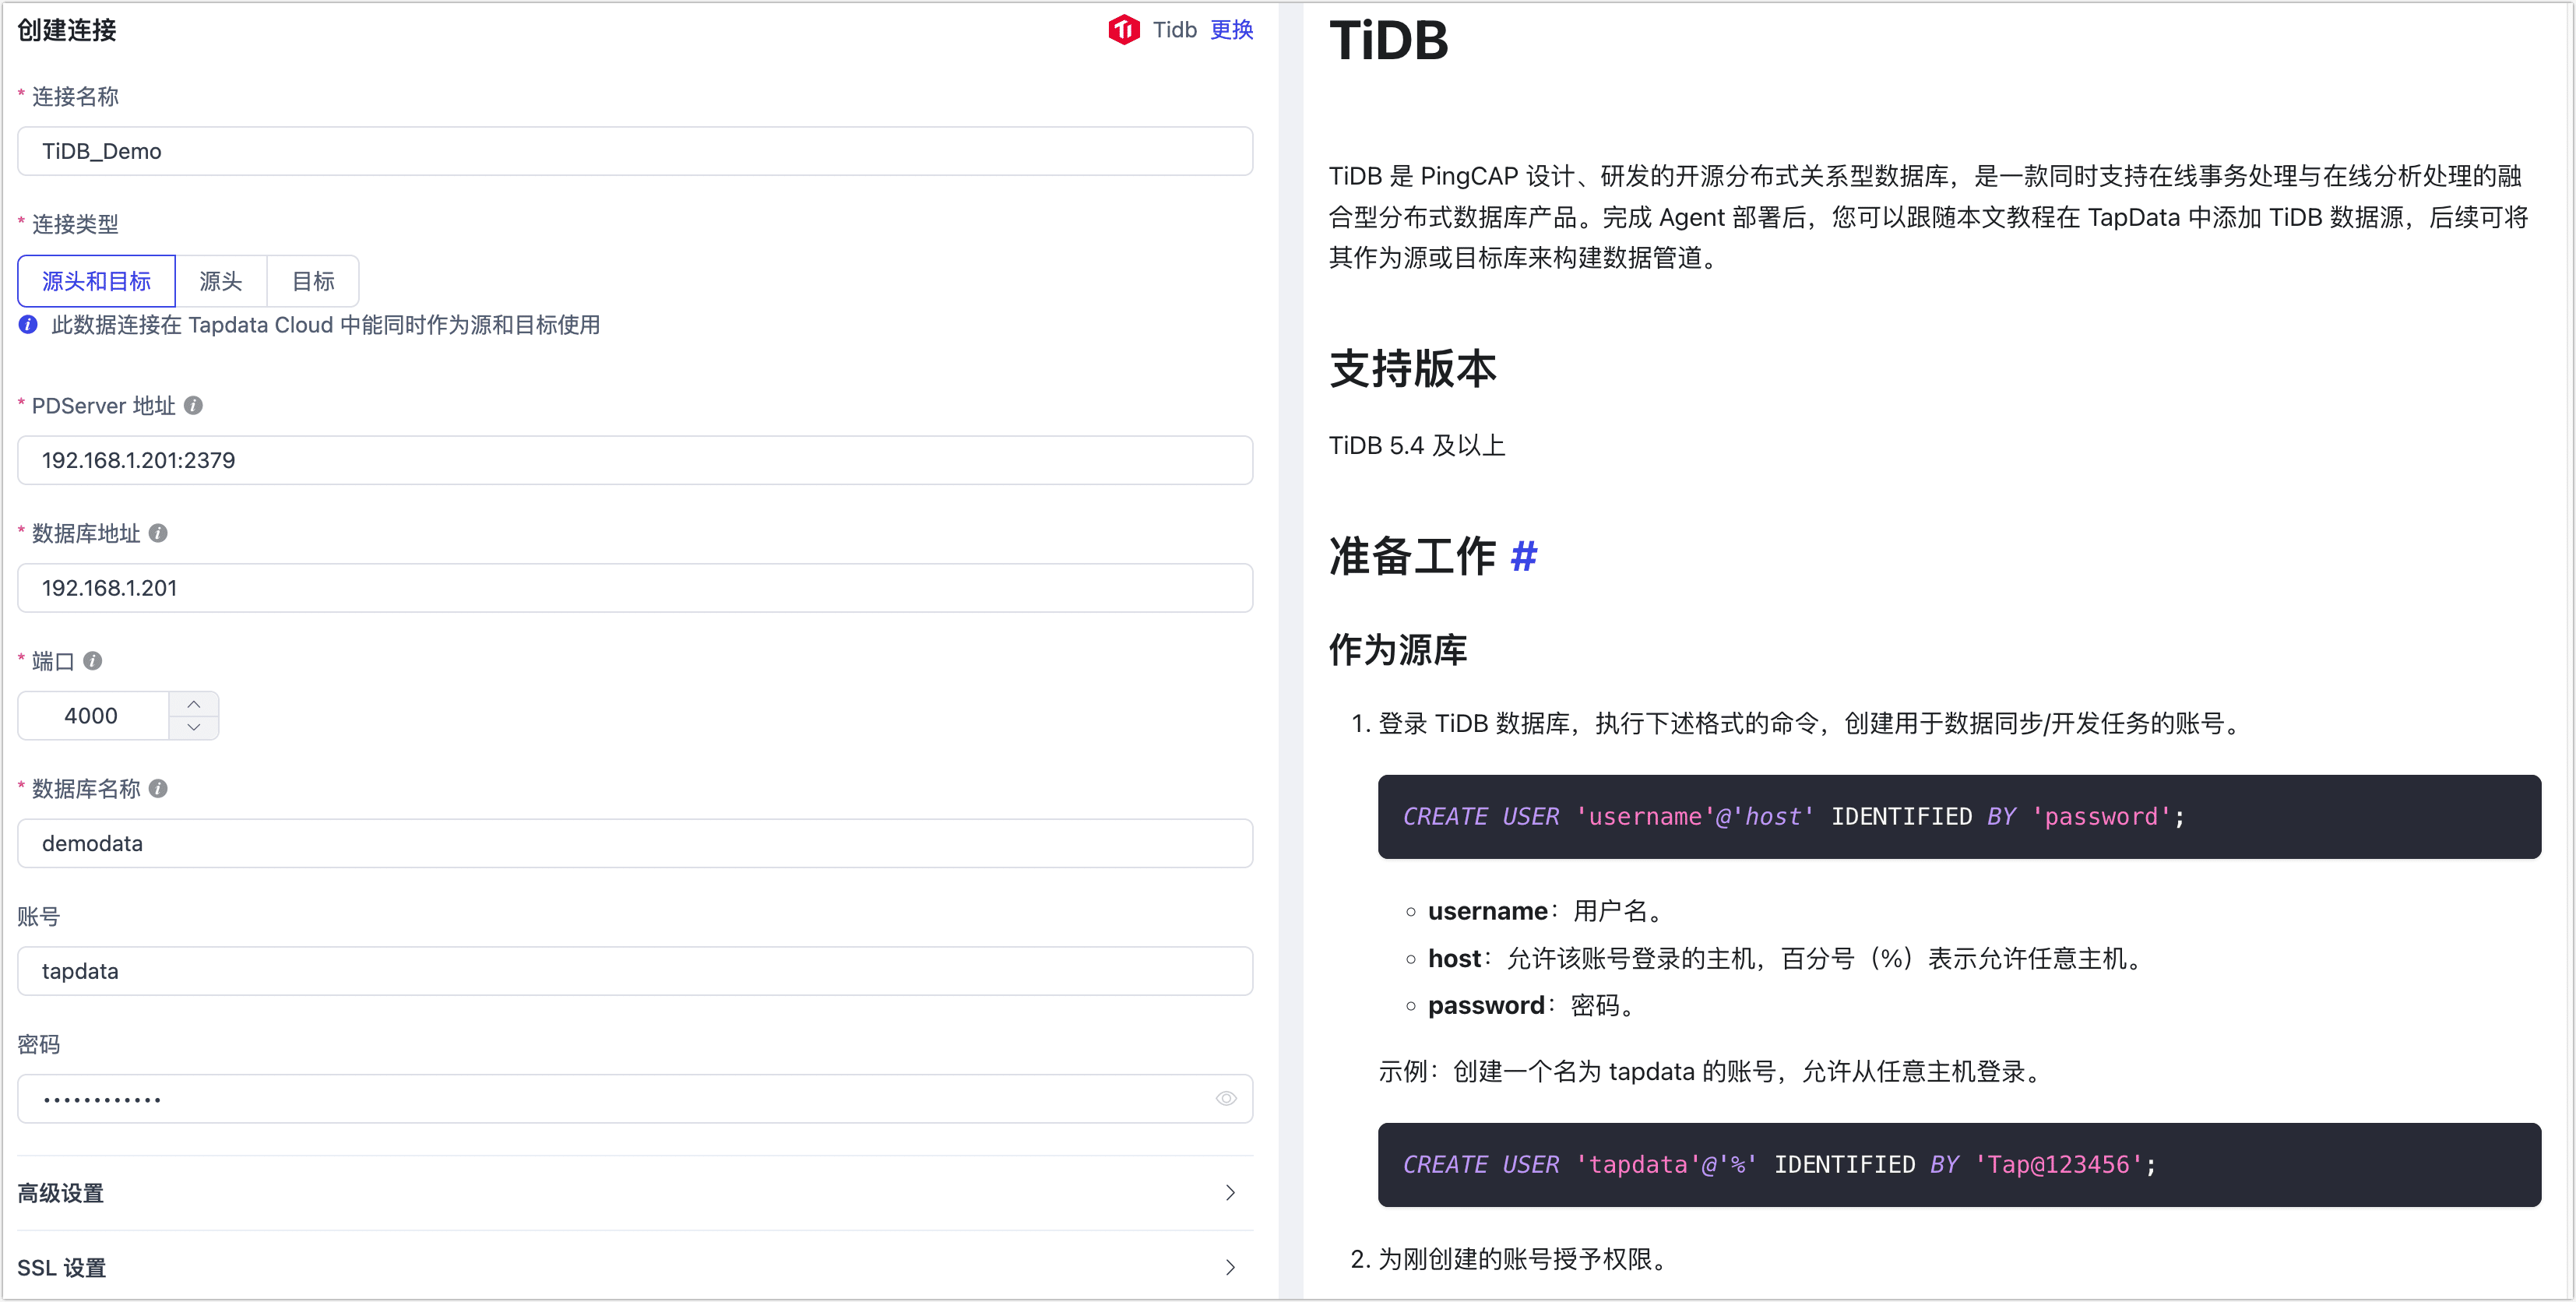 创建连接
Tidb 更换
* 连接名称
TiDB_Demo
* 连接类型
源头和目标 源头 目标
此数据连接在 Tapdata Cloud 中能同时作为源和目标使用
* PDServer 地址
192.168.1.201:2379
* 数据库地址
192.168.1.201
* 端口
4000
* 数据库名称
demodata
账号
tapdata
密码
••••••••••••
高级设置
SSL 设置
TiDB
TiDB 是 PingCAP 设计、研发的开源分布式关系型数据库，是一款同时支持在线事务处理与在线分析处理的融
合型分布式数据库产品。完成 Agent 部署后，您可以跟随本文教程在 TapData 中添加 TiDB 数据源，后续可将
其作为源或目标库来构建数据管道。
支持版本
TiDB 5.4 及以上
准备工作 #
作为源库
1. 登录 TiDB 数据库，执行下述格式的命令，创建用于数据同步/开发任务的账号。
CREATE USER 'username'@'host' IDENTIFIED BY 'password';
username：用户名。
host：允许该账号登录的主机，百分号（%）表示允许任意主机。
password：密码。
示例：创建一个名为 tapdata 的账号，允许从任意主机登录。
CREATE USER 'tapdata'@'%' IDENTIFIED BY 'Tap@123456';
2. 为刚创建的账号授予权限。